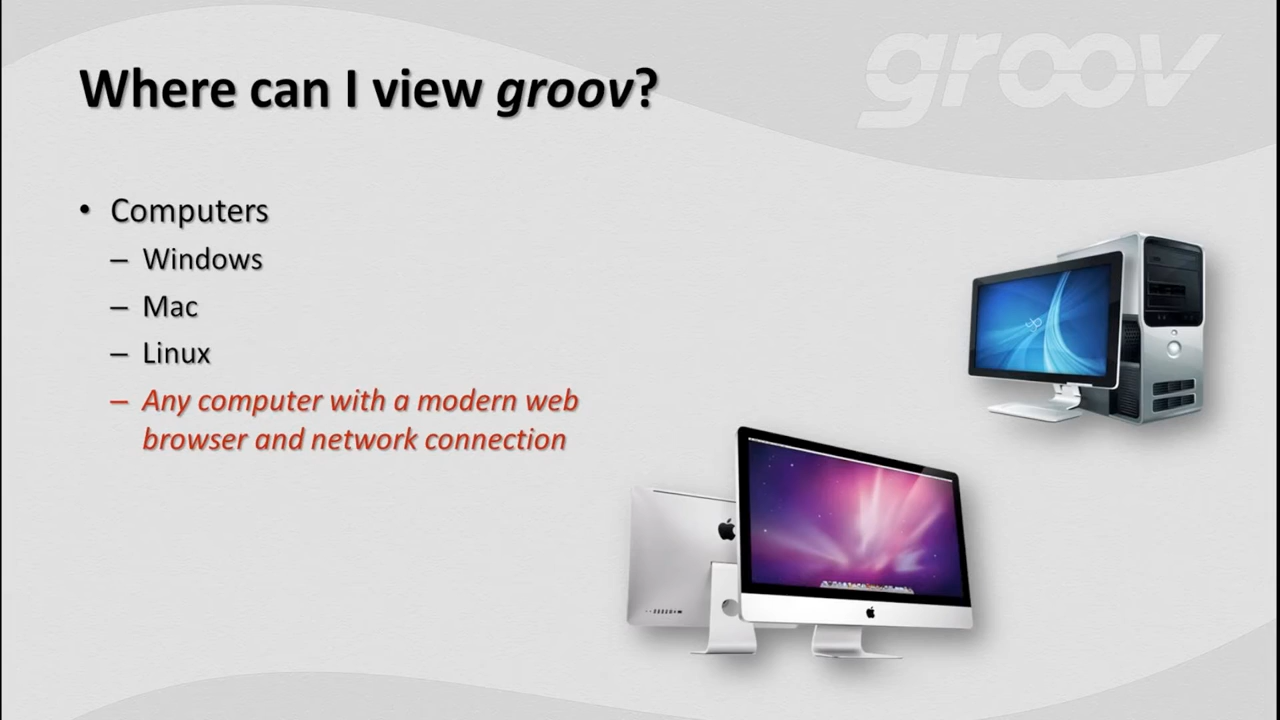 groov
Where can I view groov?
• Computers
– Windows
– Mac
– Linux
– Any computer with a modern web
browser and network connection